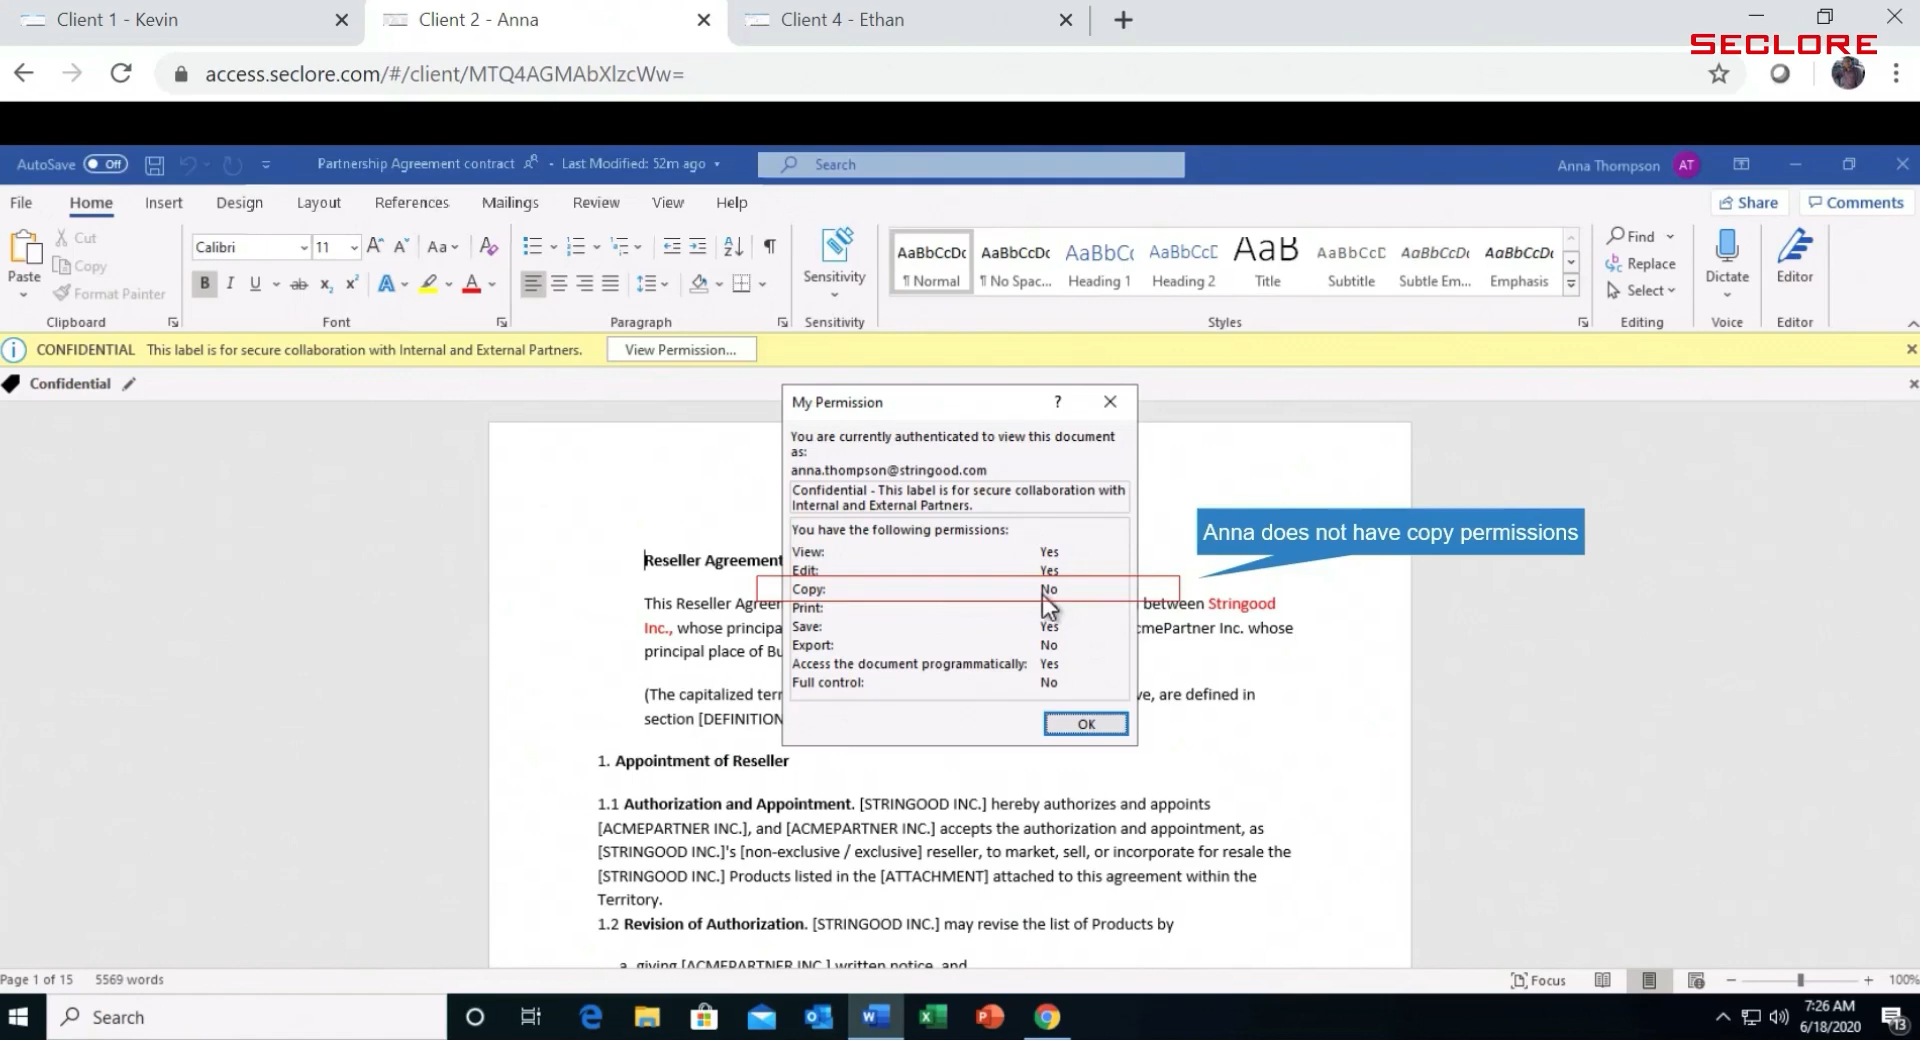 Client 1 - Kevin
Client 2 - Anna
Client 4 - Ethan
SECLORE
access.seclore.com/#/client/MTQ4AGMAbXlzcWw=
AutoSave Off
Partnership Agreement contract - Last Modified: 52m ago
Search
Anna Thompson AT
File Home Insert Design Layout References Mailings Review View Help
Share Comments
Paste
Cut
Copy
Format Painter
Clipboard
Calibri 11
Font
Paragraph
Sensitivity
Sensitivity
AaBbCcDc AaBbCcDc AaBbCc AaBbCcD AaB AaBbCcD AaBbCcDc AaBbCcDc
¶ Normal ¶ No Spac... Heading 1 Heading 2 Title Subtitle Subtle Em... Emphasis
Styles
Find
Replace
Select
Editing
Dictate
Voice
Editor
Editor
CONFIDENTIAL This label is for secure collaboration with Internal and External Partners. View Permission...
Confidential
My Permission ?
You are currently authenticated to view this document
as:
anna.thompson@stringood.com
Confidential - This label is for secure collaboration with
Internal and External Partners.
You have the following permissions:
View: Yes
Edit: Yes
Copy: No
Print:
Save: Yes
Export: No
Access the document programmatically: Yes
Full control: No
OK
Anna does not have copy permissions
Reseller Agreement
This Reseller Agree between Stringood
Inc., whose principa cmePartner Inc. whose
principal place of Bu
(The capitalized terr ve, are defined in
section [DEFINITION
1. Appointment of Reseller
1.1 Authorization and Appointment. [STRINGOOD INC.] hereby authorizes and appoints
[ACMEPARTNER INC.], and [ACMEPARTNER INC.] accepts the authorization and appointment, as
[STRINGOOD INC.]'s [non-exclusive / exclusive] reseller, to market, sell, or incorporate for resale the
[STRINGOOD INC.] Products listed in the [ATTACHMENT] attached to this agreement within the
Territory.
1.2 Revision of Authorization. [STRINGOOD INC.] may revise the list of Products by
a. giving [ACMEPARTNER INC.] written notice, and
Page 1 of 15 5569 words
Focus
100%
Search
7:26 AM
6/18/2020
13